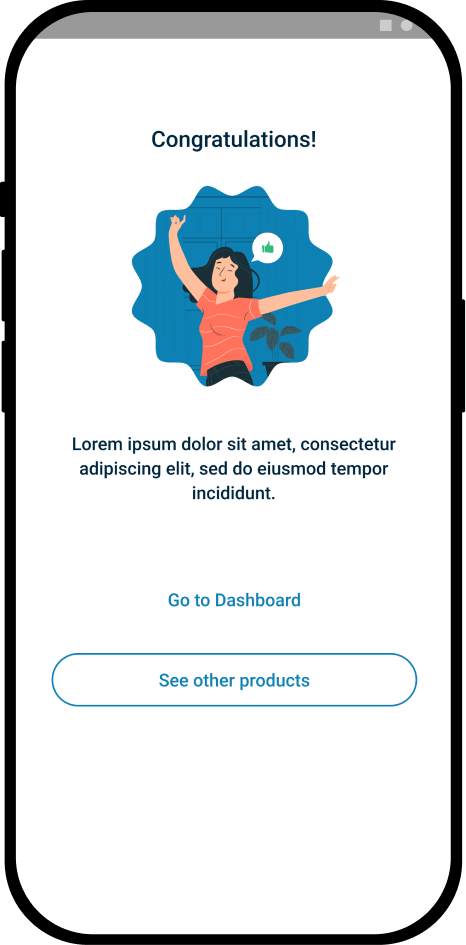 Congratulations!
Lorem ipsum dolor sit amet, consectetur
adipiscing elit, sed do eiusmod tempor
incididunt.
Go to Dashboard
See other products